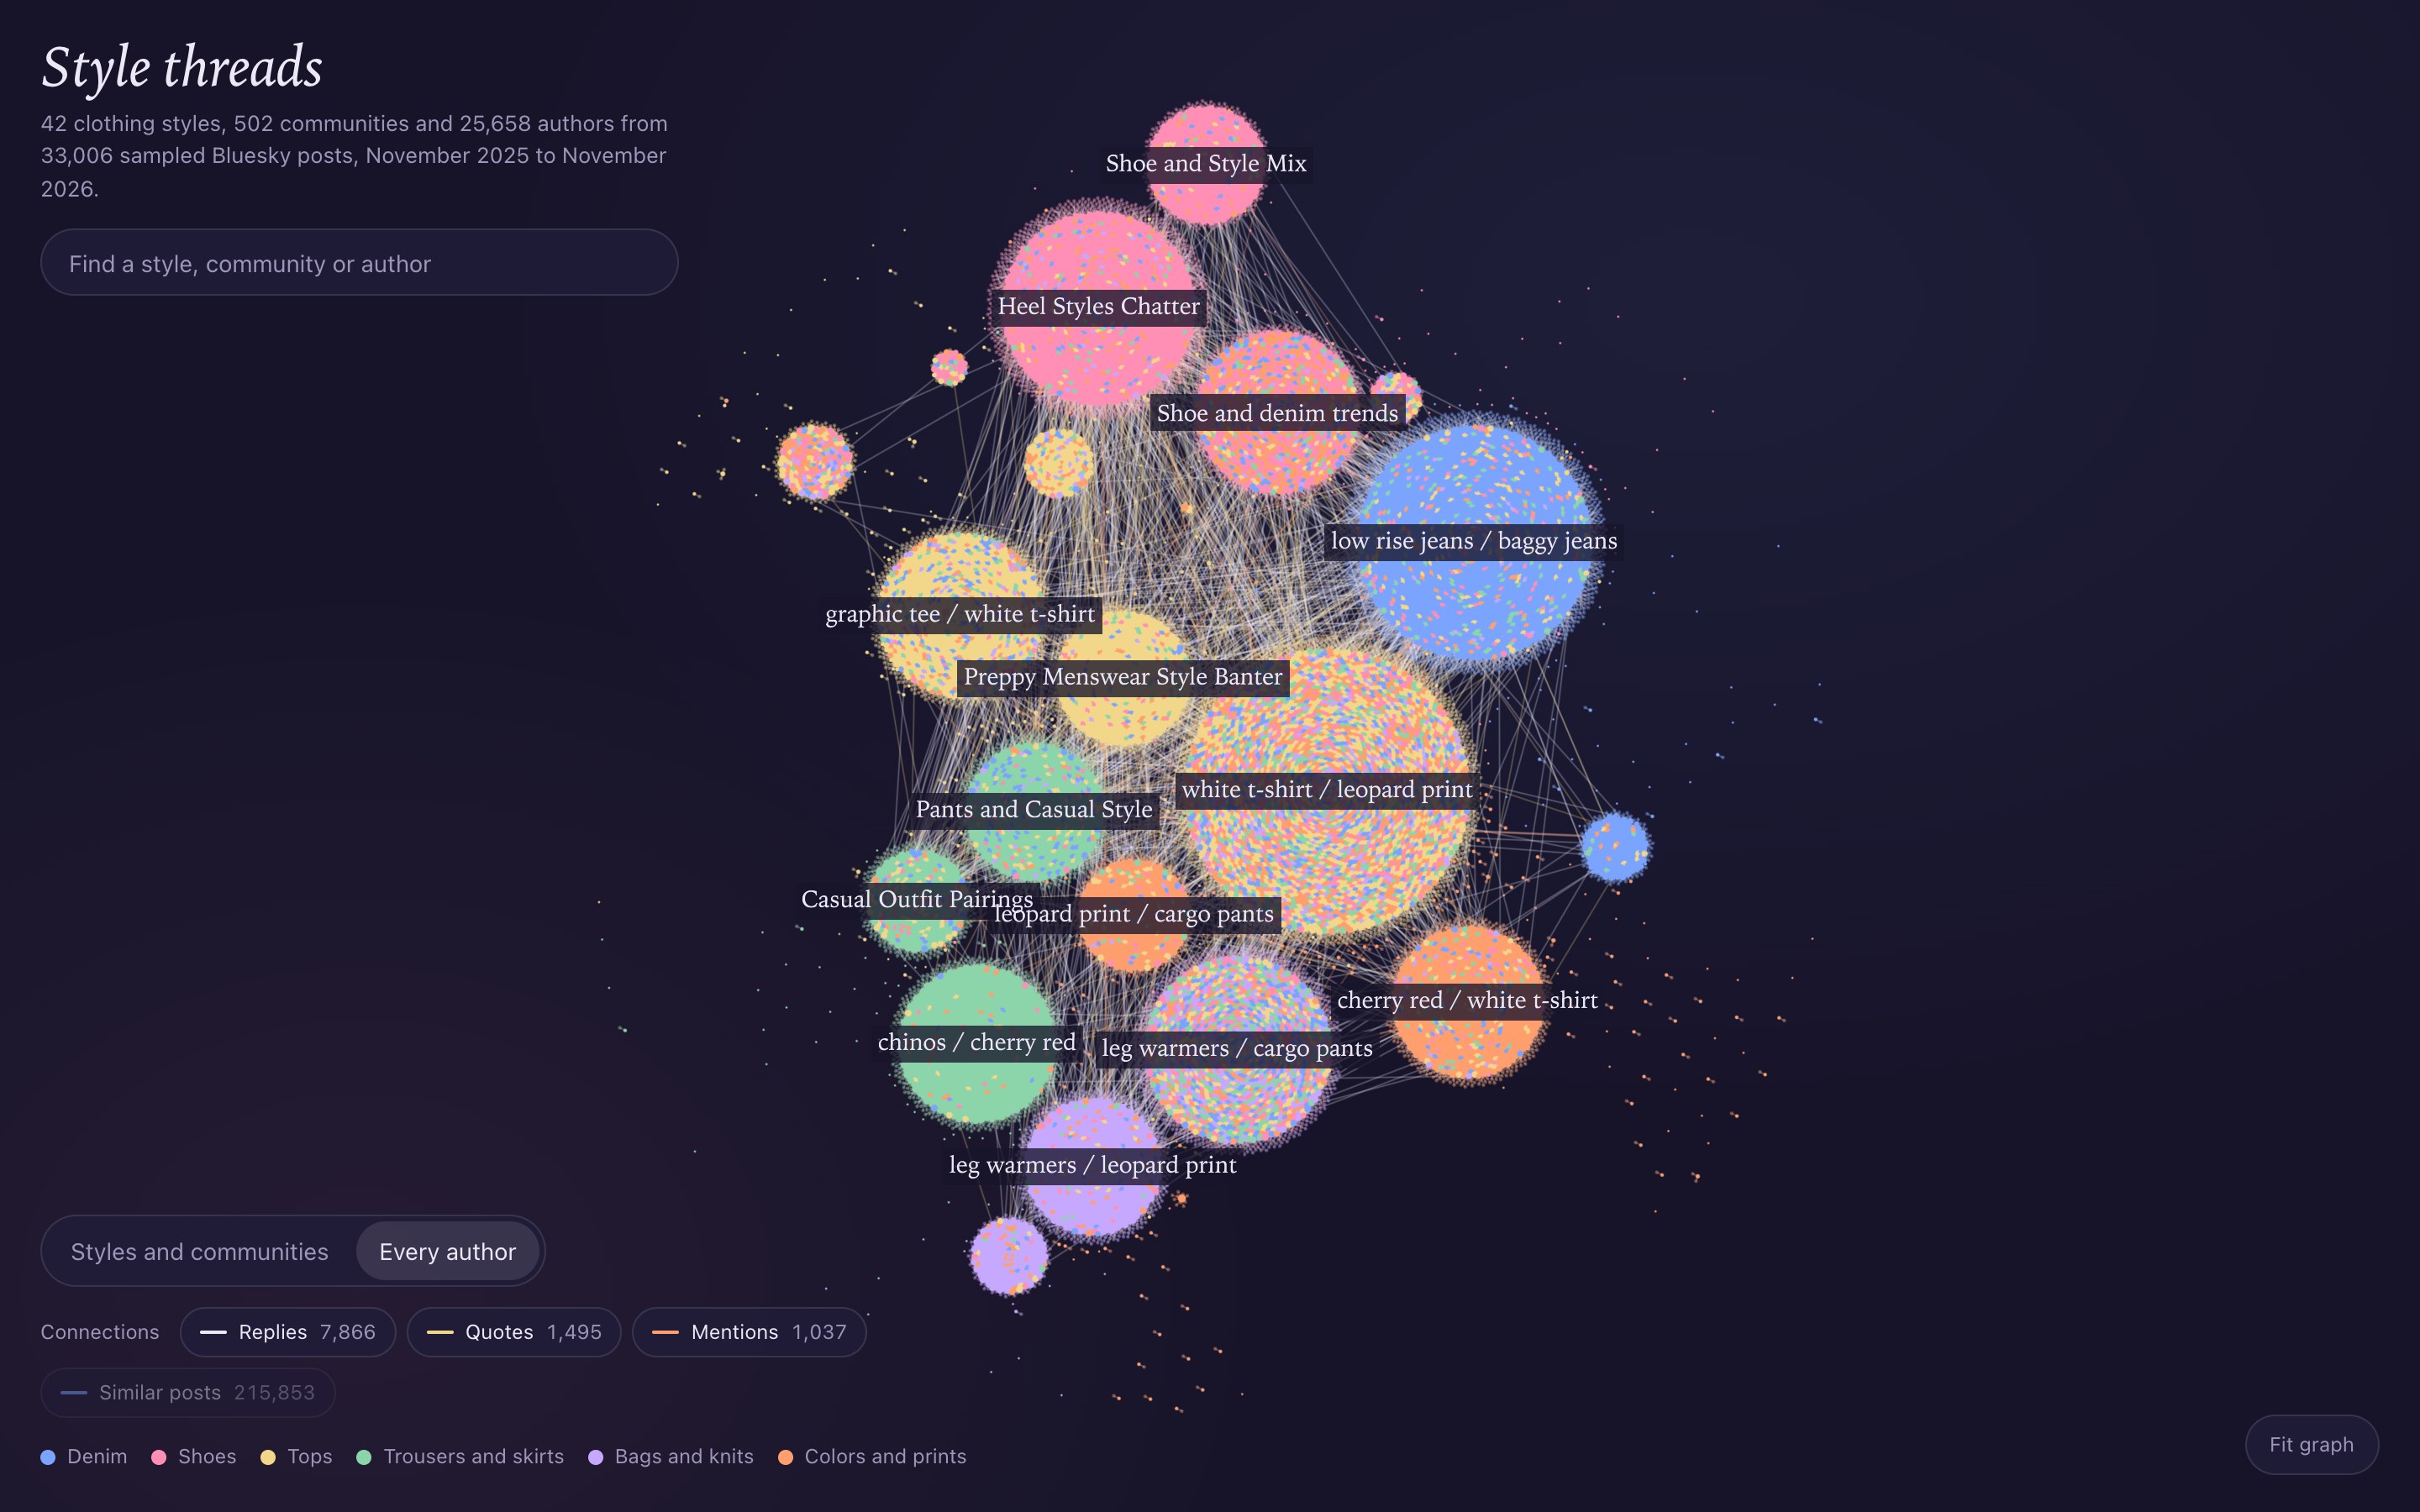 Style threads
42 clothing styles, 502 communities and 25,658 authors from
33,006 sampled Bluesky posts, November 2025 to November
2026.
Find a style, community or author
Shoe and Style Mix
Heel Styles Chatter
Shoe and denim trends
low rise jeans / baggy jeans
graphic tee / white t-shirt
Preppy Menswear Style Banter
white t-shirt / leopard print
Pants and Casual Style
Casual Outfit Pairings
leopard print / cargo pants
cherry red / white t-shirt
chinos / cherry red
leg warmers / cargo pants
leg warmers / leopard print
Styles and communities Every author
Connections Replies 7,866 Quotes 1,495 Mentions 1,037
Similar posts 215,853
Denim Shoes Tops Trousers and skirts Bags and knits Colors and prints
Fit graph